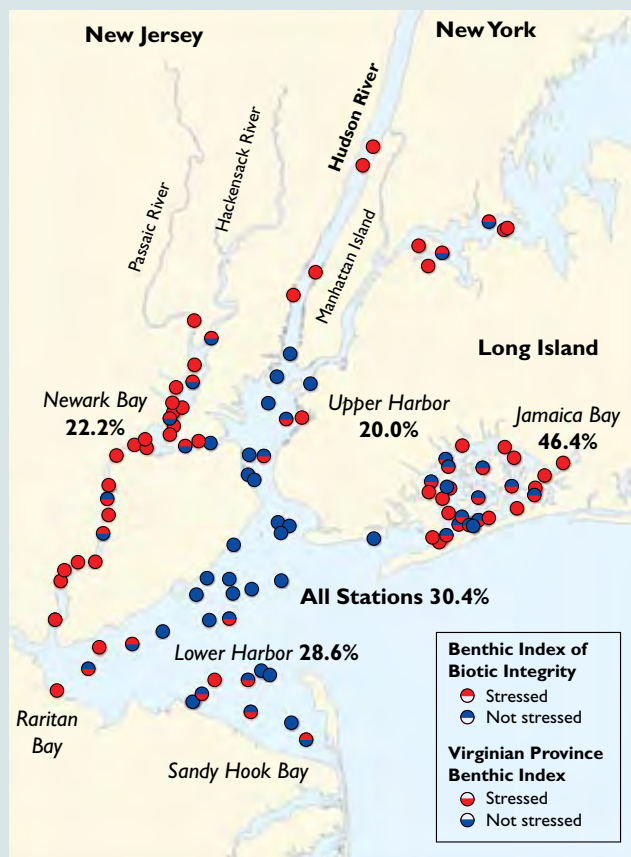 New Jersey
New York
Hudson River
Hackensack River
Passaic River
Manhattan Island
Long Island
Newark Bay
22.2%
Upper Harbor
20.0%
Jamaica Bay
46.4%
All Stations 30.4%
Lower Harbor 28.6%
Raritan
Bay
Sandy Hook Bay
Benthic Index of
Biotic Integrity
Stressed
Not stressed
Virginian Province
Benthic Index
Stressed
Not stressed